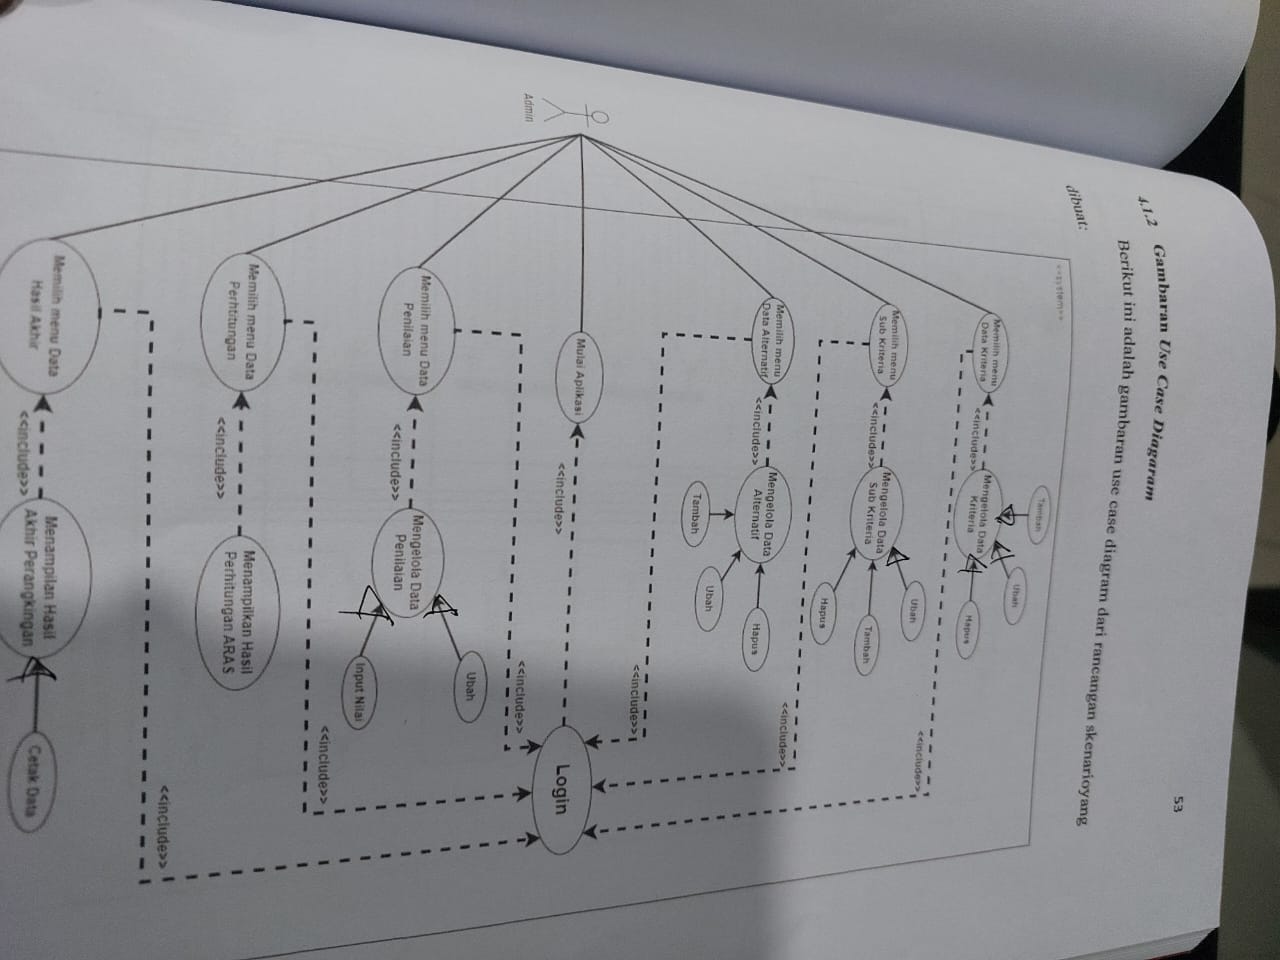 53
4.1.2 Gambaran Use Case Diagaram
Berikut ini adalah gambaran use case diagram dari rancangan skenarioyang
dibuat:
<<system>>
Tambah
Ubah
Hapus
Memilih menu
Data Kriteria
<<include>>
Mengelola Data
Kriteria
<<include>>
Memilih menu
Sub Kriteria
<<include>>
Mengelola Data
Sub Kriteria
Ubah
Tambah
Hapus
<<include>>
Memilih menu
Data Alternatif
<<include>>
Mengelola Data
Alternatif
Hapus
Ubah
Tambah
<<include>>
Admin
Mulai Aplikasi
<<include>>
Login
<<include>>
Memilih menu Data
Penilaian
<<include>>
Mengelola Data
Penilaian
Ubah
Input Nilai
<<include>>
Memilih menu Data
Perhtitungan
<<include>>
Menampilkan Hasil
Perhitungan ARAS
<<include>>
Memilih menu Data
Hasil Akhir
<<include>>
Menampilan Hasil
Akhir Perangkingan
Cetak Data